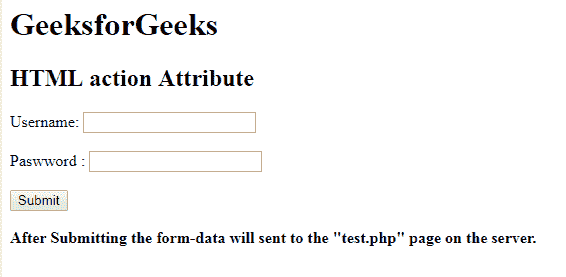 GeeksforGeeks
HTML action Attribute
Username:
Paswword :
Submit
After Submitting the form-data will sent to the "test.php" page on the server.